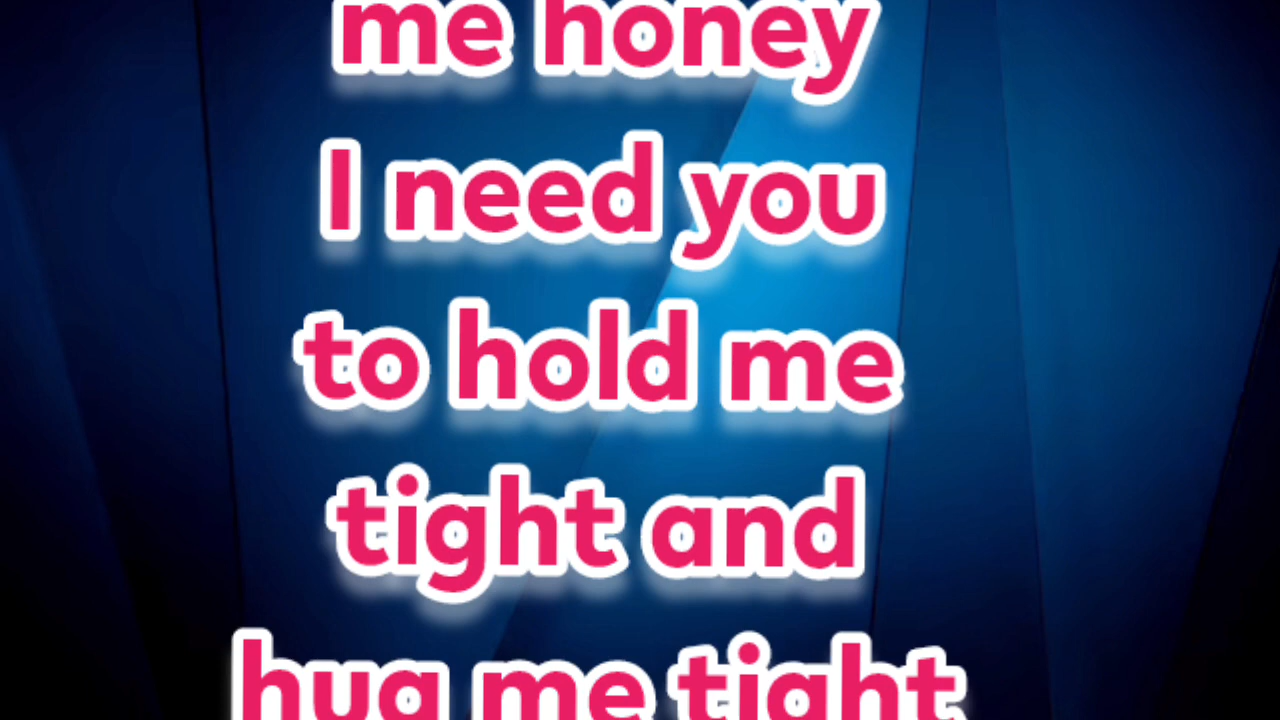 me honey
I need you
to hold me
tight and
hug me tight